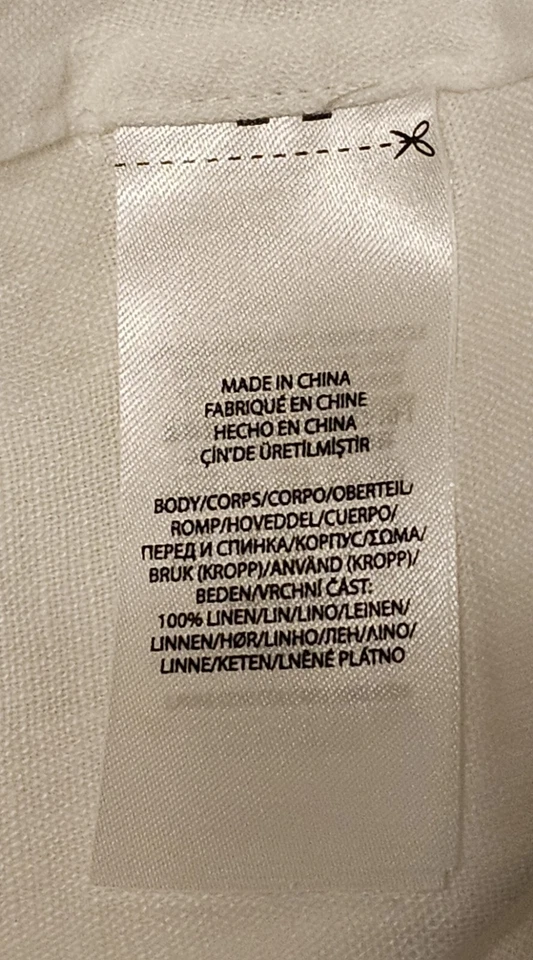 MADE IN CHINA
FABRIQUÉ EN CHINE
HECHO EN CHINA
ÇİN'DE ÜRETİLMİŞTİR
BODY/CORPS/CORPO/OBERTEIL/
ROMP/HOVEDDEL/CUERPO/
ПЕРЕД И СПИНКА/КОРПУС/ΣΩΜΑ/
BRUK (KROPP)/ANVÄND (KROPP)/
BEDEN/VRCHNÍ ČÁST:
100% LINEN/LIN/LINO/LEINEN/
LINNEN/HØR/LINHO/ЛЕН/ΛΙΝΟ/
LINNE/KETEN/LNĚNÉ PLÁTNO